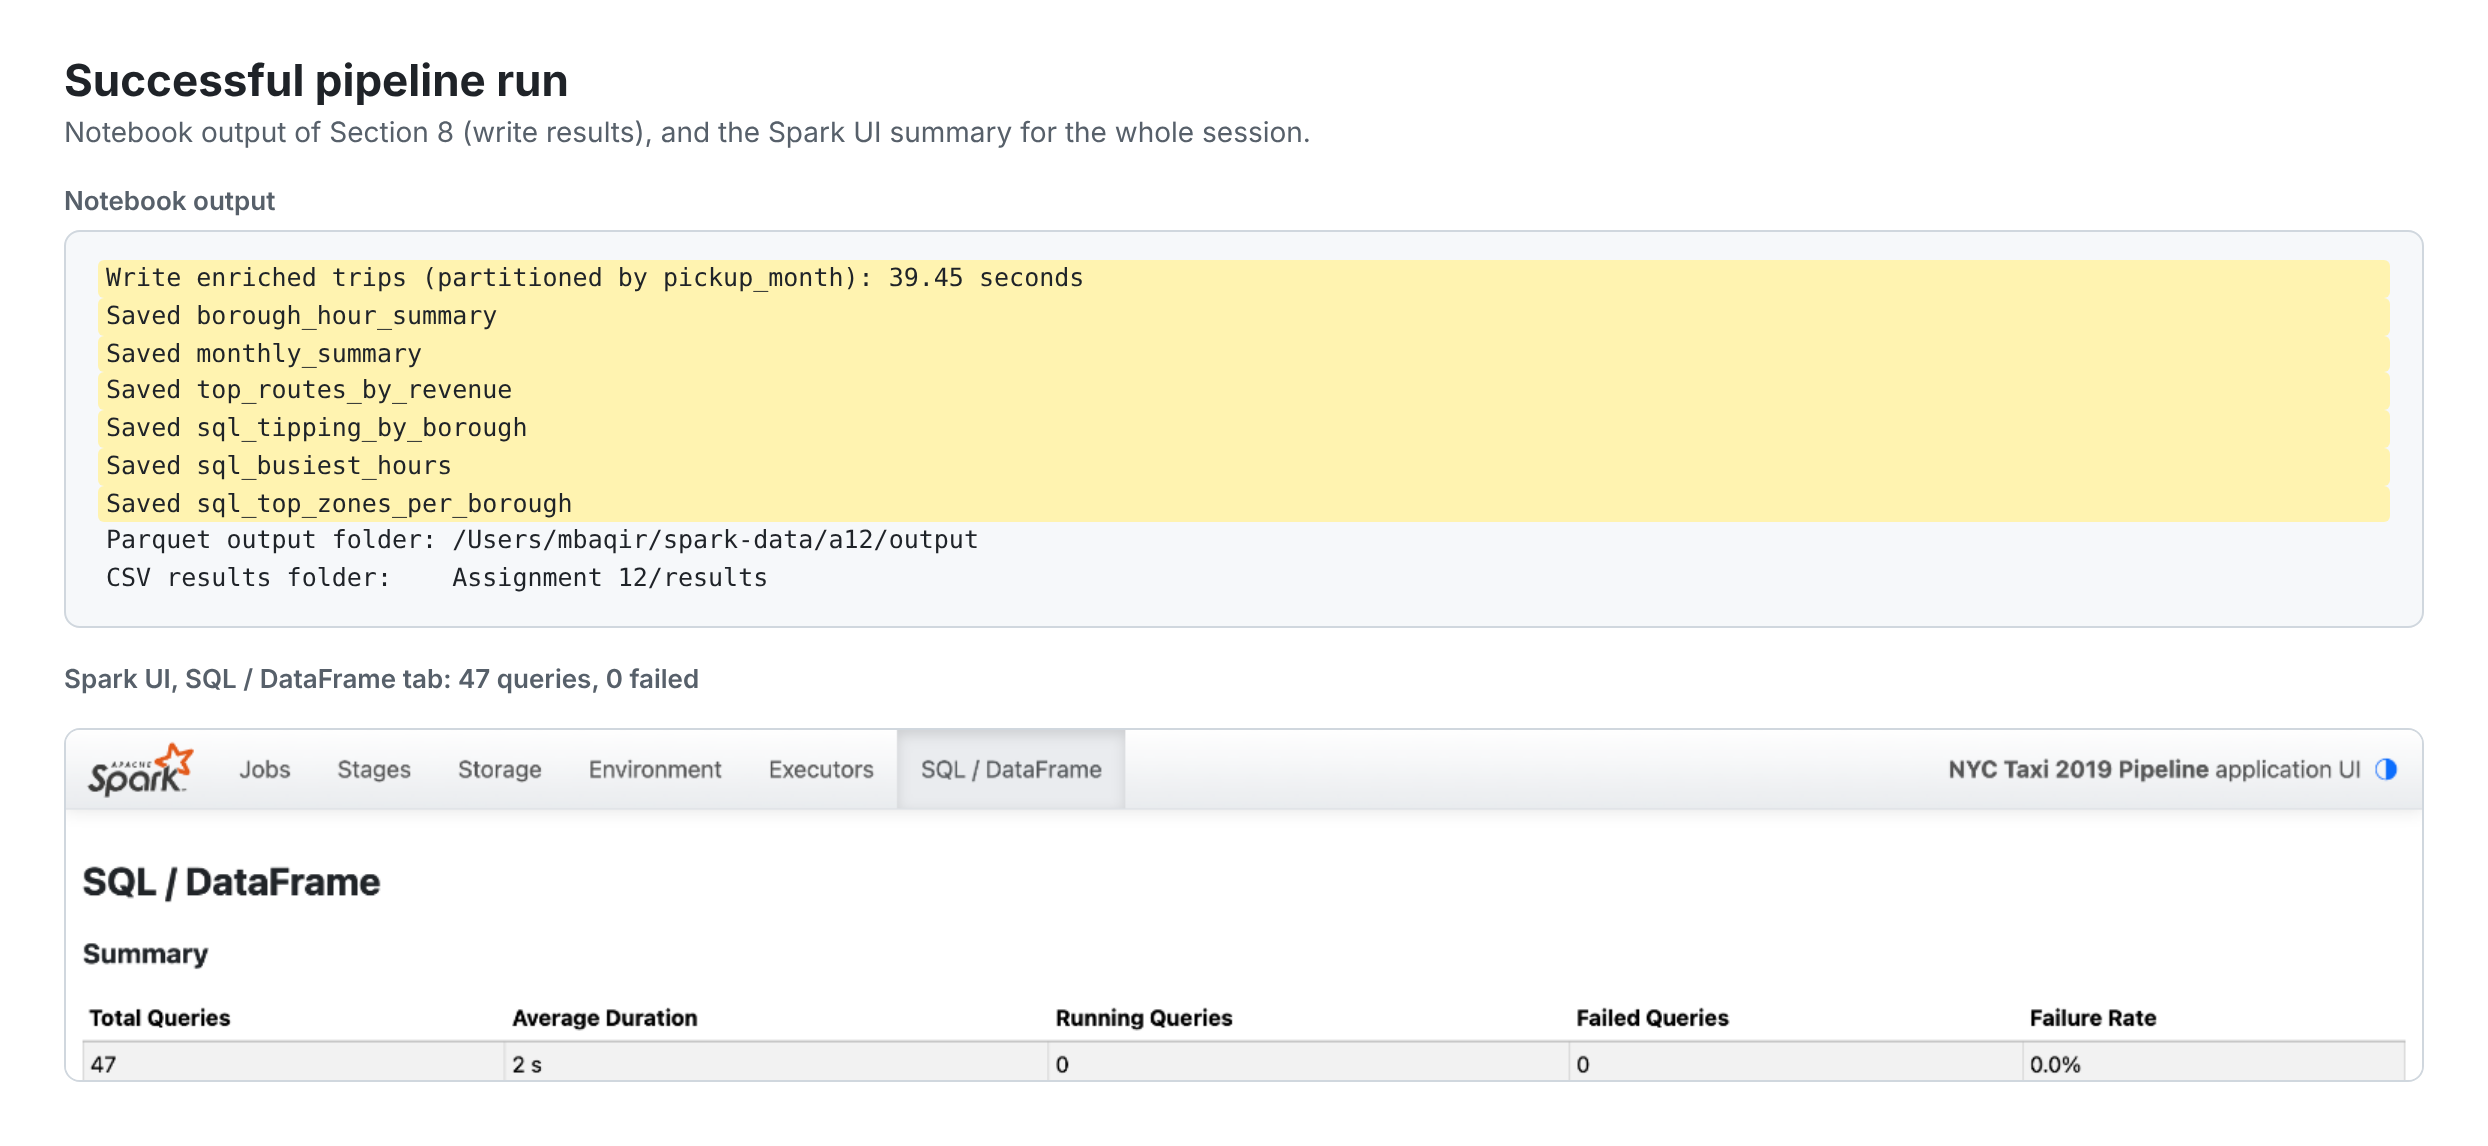 Successful pipeline run
Notebook output of Section 8 (write results), and the Spark UI summary for the whole session.
Notebook output
Write enriched trips (partitioned by pickup_month): 39.45 seconds
Saved borough_hour_summary
Saved monthly_summary
Saved top_routes_by_revenue
Saved sql_tipping_by_borough
Saved sql_busiest_hours
Saved sql_top_zones_per_borough
Parquet output folder: /Users/mbaqir/spark-data/a12/output
CSV results folder:    Assignment 12/results
Spark UI, SQL / DataFrame tab: 47 queries, 0 failed
APACHE Spark Jobs Stages Storage Environment Executors SQL / DataFrame NYC Taxi 2019 Pipeline application UI
SQL / DataFrame
Summary
Total Queries Average Duration Running Queries Failed Queries Failure Rate
47 2 s 0 0 0.0%